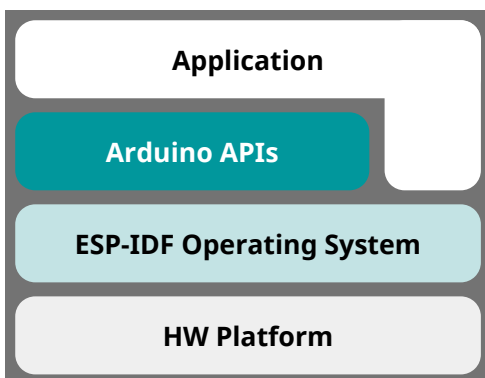 Application
Arduino APIs
ESP-IDF Operating System
HW Platform